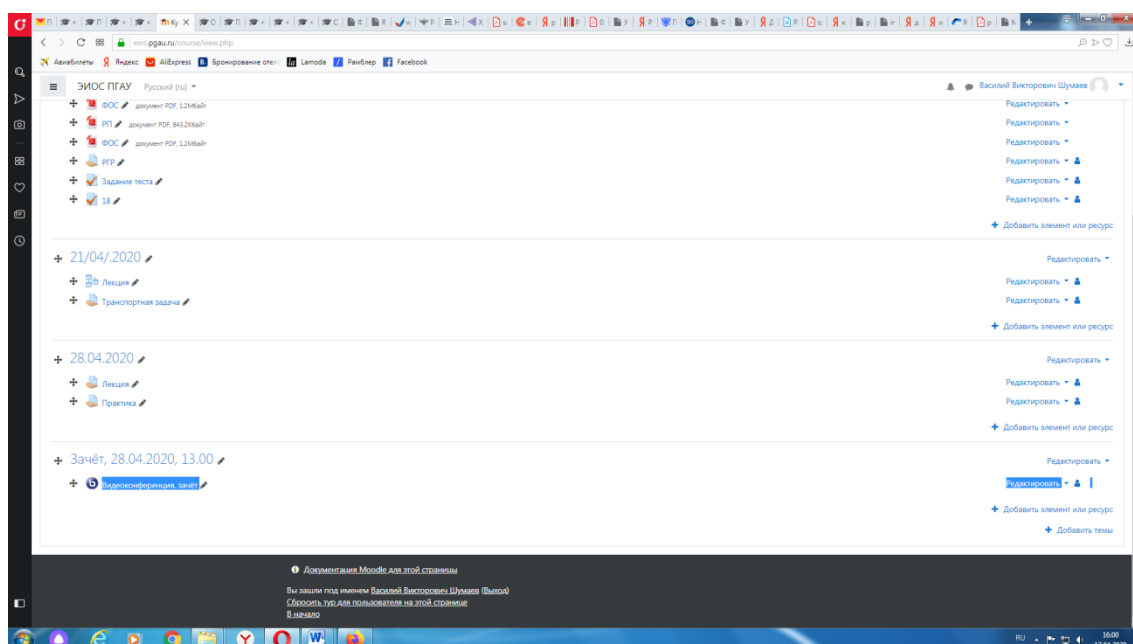 eios.pgau.ru/course/view.php
Авиабилеты Яндекс AliExpress Бронирование отел Lamoda Рамблер Facebook
ЭИОС ПГАУ Русский (ru) Василий Викторович Шумаев
ФОС документ PDF, 1.2Мбайт Редактировать
РП документ PDF, 843.2Кбайт Редактировать
ФОС документ PDF, 1.2Мбайт Редактировать
РГР Редактировать
Задание теста Редактировать
18 Редактировать
+ Добавить элемент или ресурс
21/04/.2020 Редактировать
Лекция Редактировать
Транспортная задача Редактировать
+ Добавить элемент или ресурс
28.04.2020 Редактировать
Лекция Редактировать
Практика Редактировать
+ Добавить элемент или ресурс
Зачёт, 28.04.2020, 13.00 Редактировать
Видеоконференция, зачёт Редактировать
+ Добавить элемент или ресурс
+ Добавить темы
Документация Moodle для этой страницы
Вы зашли под именем Василий Викторович Шумаев (Выход)
Сбросить тур для пользователя на этой странице
В начало
RU 16:00